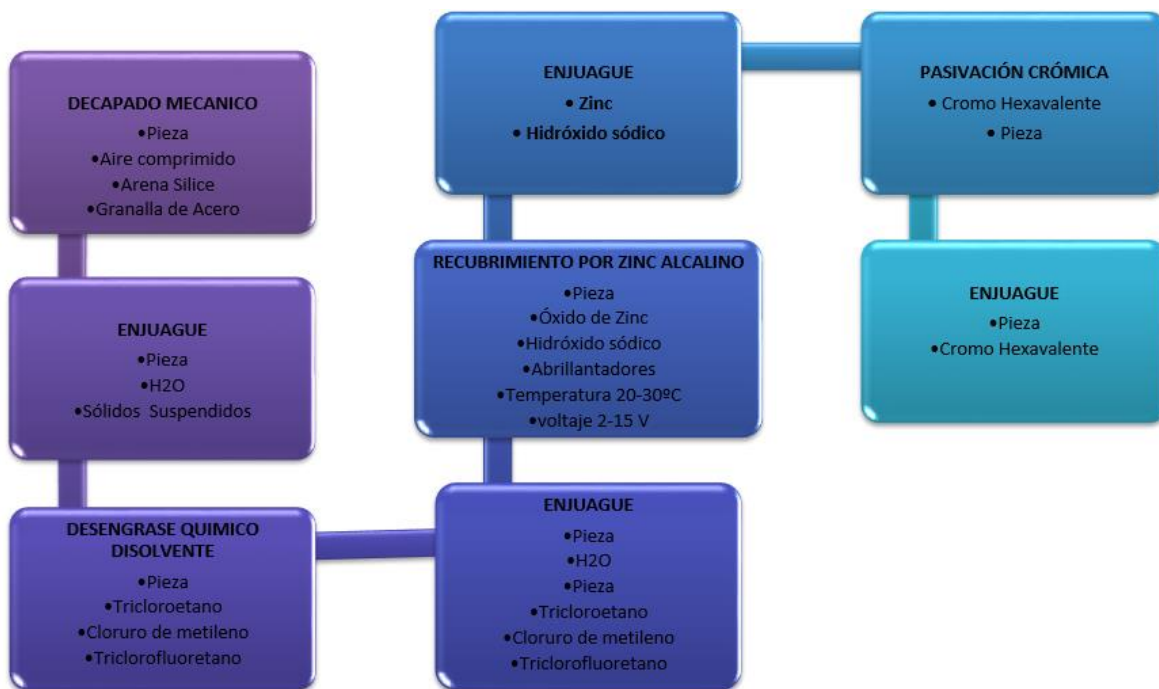 DECAPADO MECANICO
•Pieza
•Aire comprimido
•Arena Silice
•Granalla de Acero
ENJUAGUE
•Pieza
•H2O
•Sólidos Suspendidos
DESENGRASE QUIMICO
DISOLVENTE
•Pieza
•Tricloroetano
•Cloruro de metileno
•Triclorofluoretano
ENJUAGUE
•Pieza
•H2O
•Pieza
•Tricloroetano
•Cloruro de metileno
•Triclorofluoretano
RECUBRIMIENTO POR ZINC ALCALINO
•Pieza
•Óxido de Zinc
•Hidróxido sódico
•Abrillantadores
•Temperatura 20-30ºC
•voltaje 2-15 V
ENJUAGUE
• Zinc
•Hidróxido sódico
PASIVACIÓN CRÓMICA
• Cromo Hexavalente
• Pieza
ENJUAGUE
•Pieza
•Cromo Hexavalente